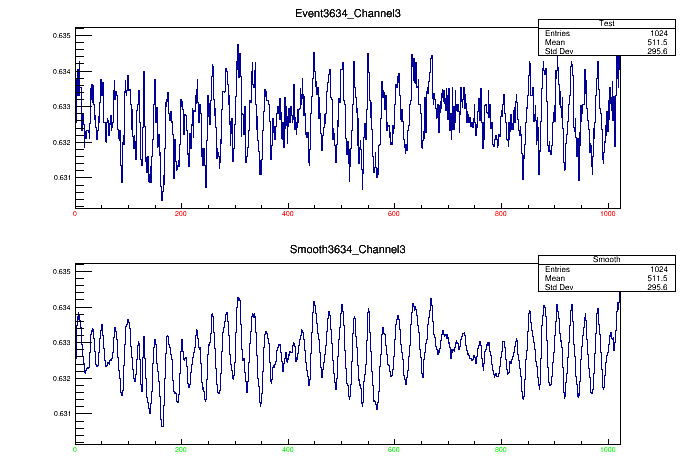 Event3634_Channel3
Test
Entries 1024
Mean 511.5
Std Dev 295.6
0.635
0.634
0.633
0.632
0.631
0 200 400 600 800 1000
Smooth3634_Channel3
Smooth
Entries 1024
Mean 511.5
Std Dev 295.6
0.635
0.634
0.633
0.632
0.631
0 200 400 600 800 1000